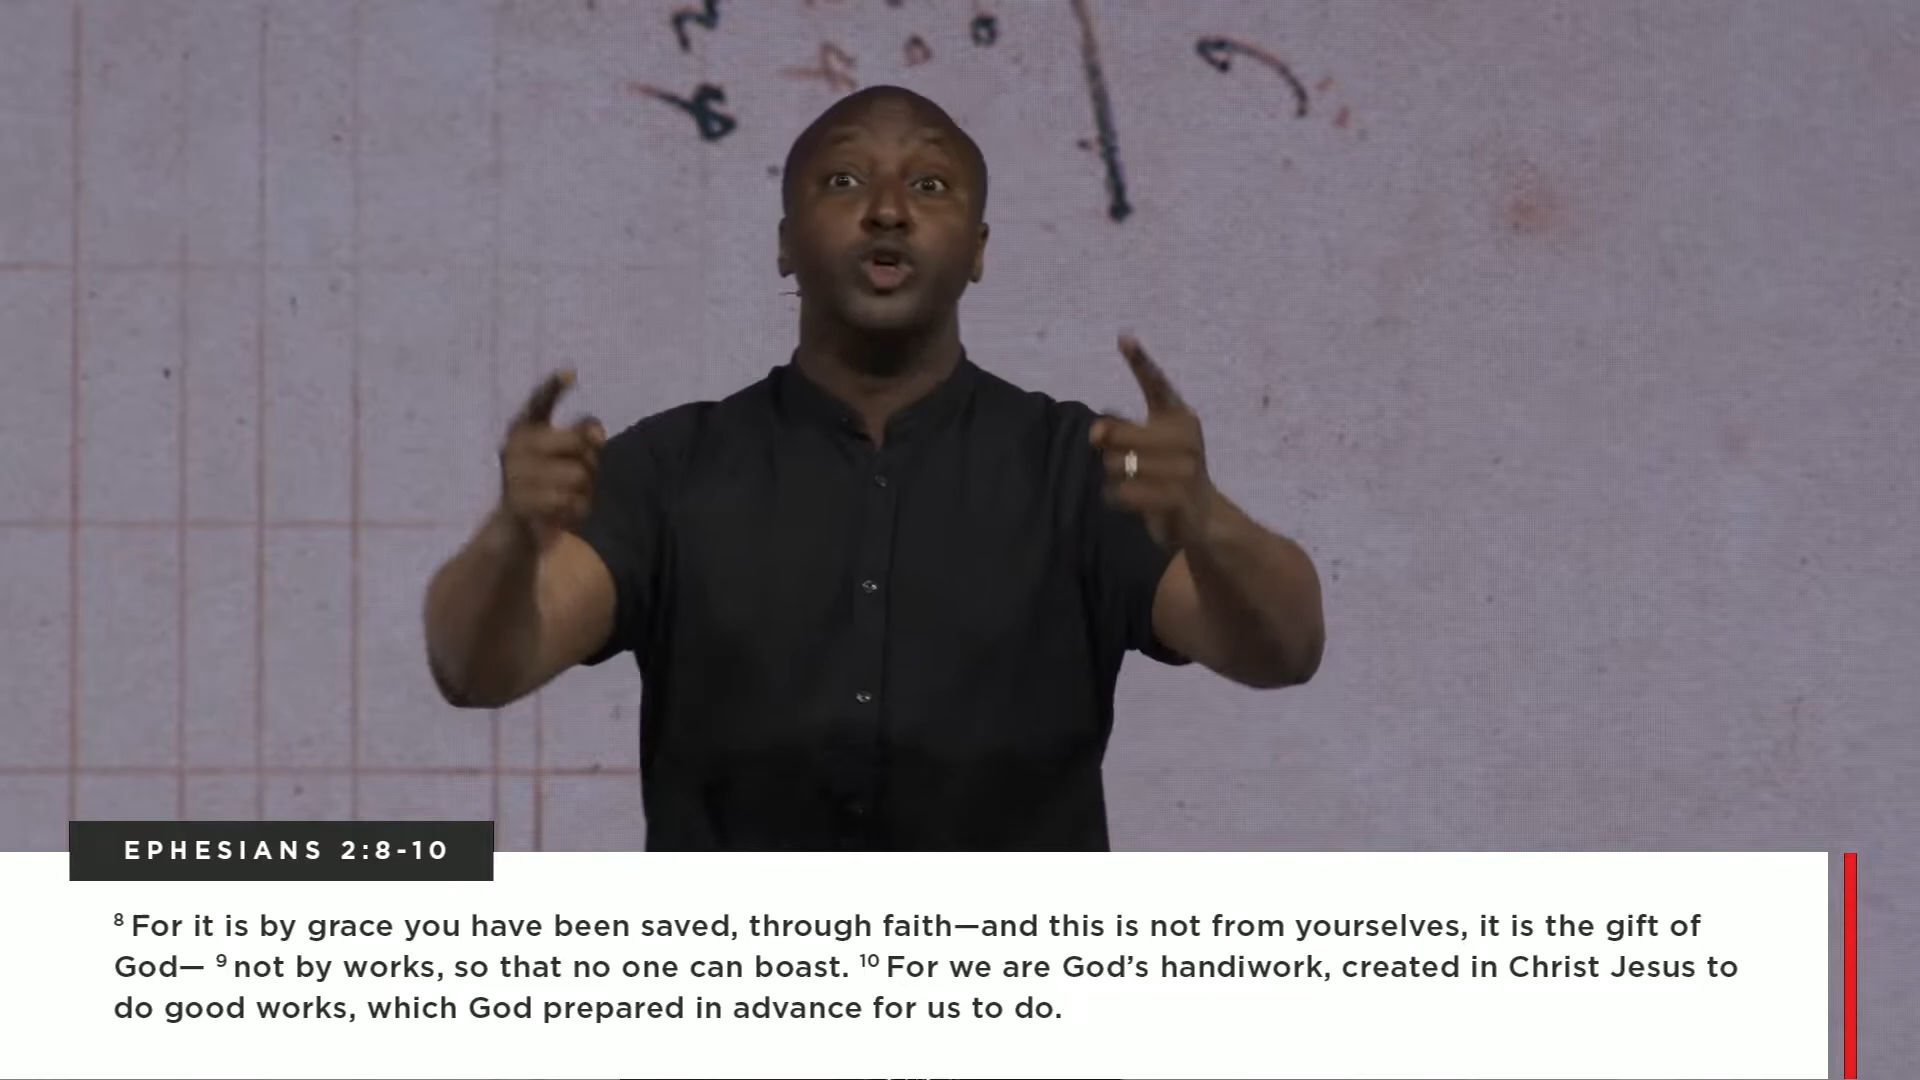 EPHESIANS 2:8-10
⁸ For it is by grace you have been saved, through faith—and this is not from yourselves, it is the gift of
God— ⁹ not by works, so that no one can boast. ¹⁰ For we are God’s handiwork, created in Christ Jesus to
do good works, which God prepared in advance for us to do.